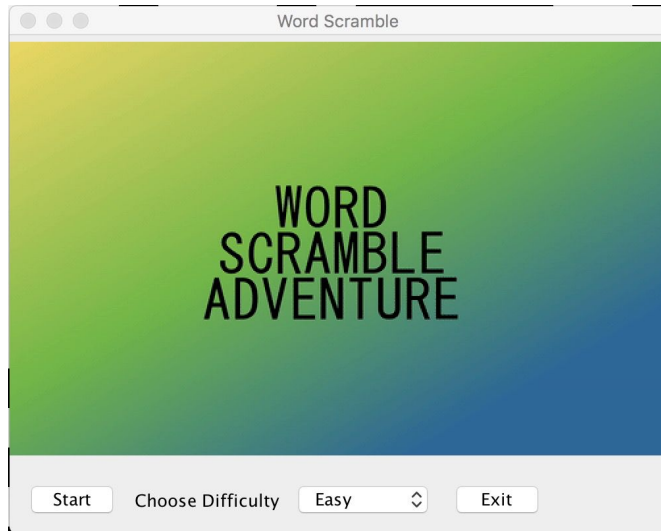 Word Scramble
WORD
SCRAMBLE
ADVENTURE
Start Choose Difficulty Easy Exit